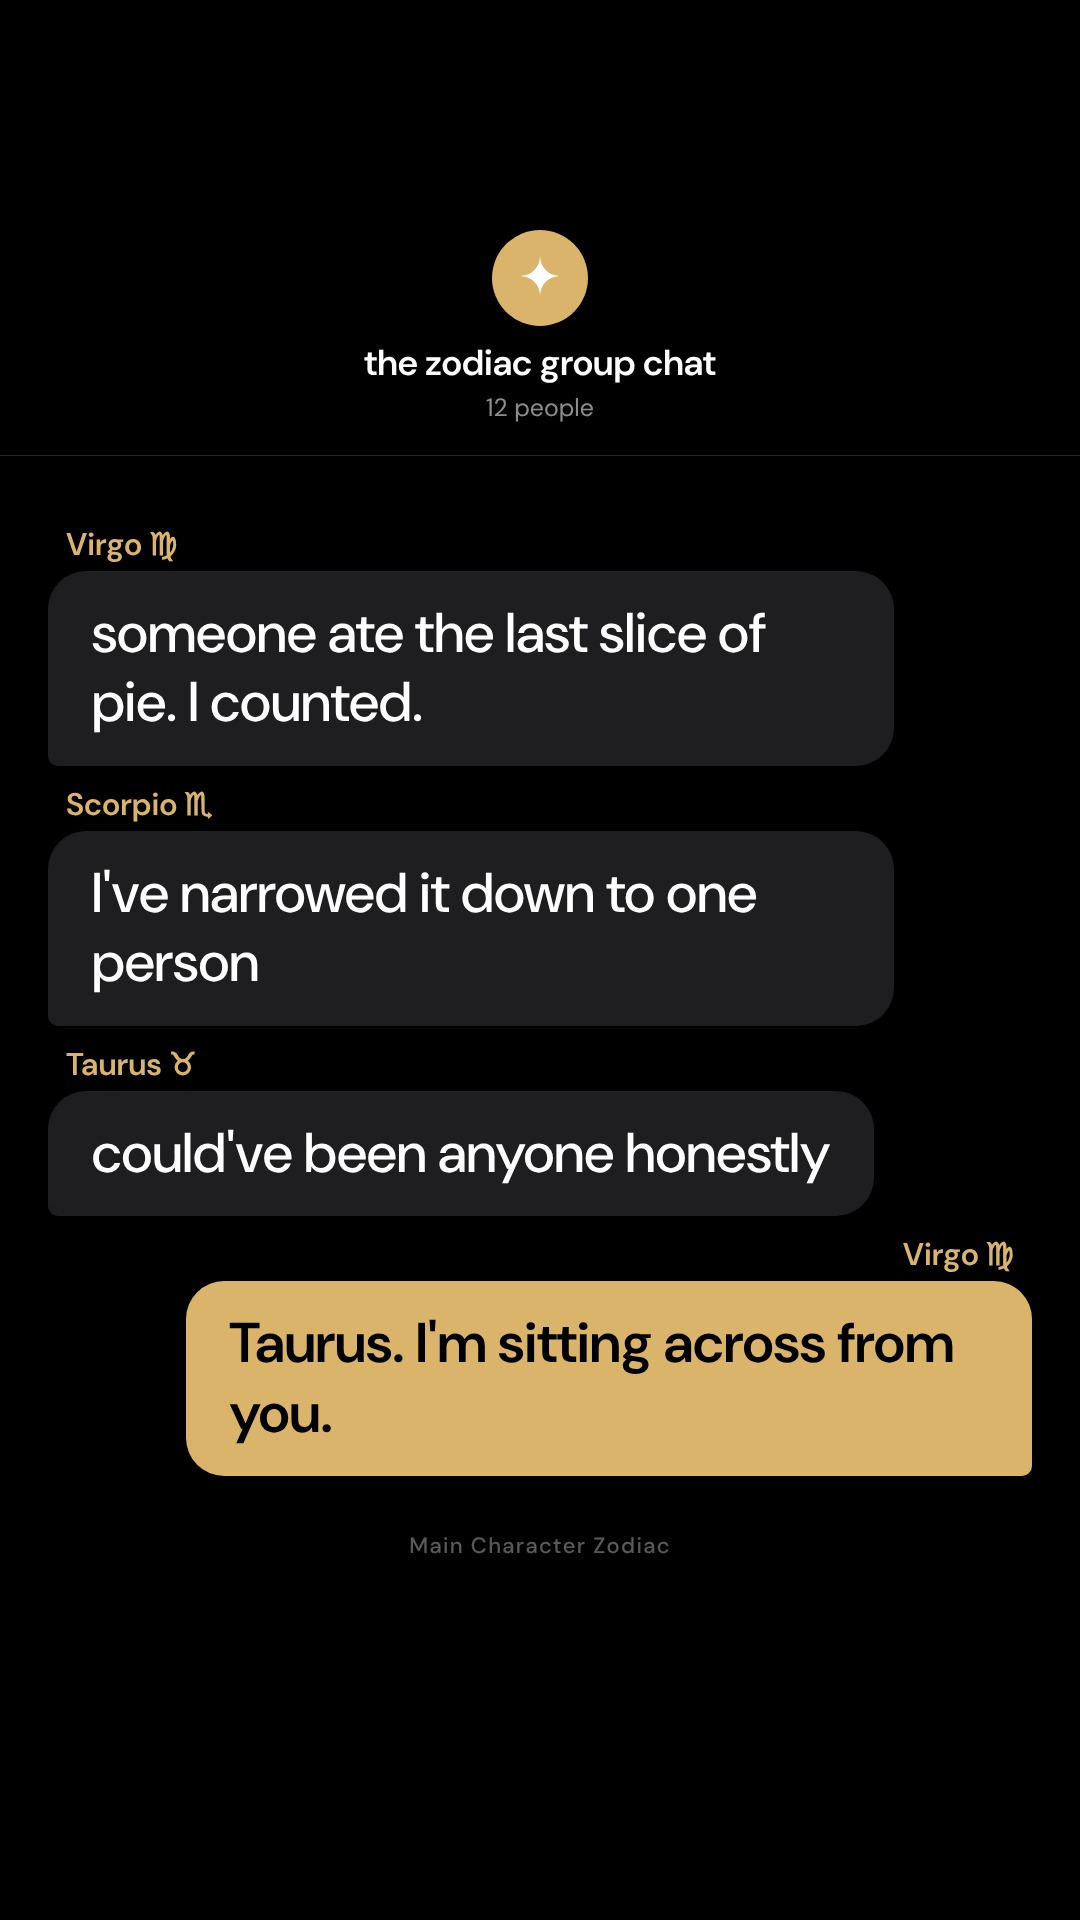 the zodiac group chat
12 people
Virgo ♍︎
someone ate the last slice of
pie. I counted.
Scorpio ♏︎
I've narrowed it down to one
person
Taurus ♉︎
could've been anyone honestly
Virgo ♍︎
Taurus. I'm sitting across from
you.
Main Character Zodiac